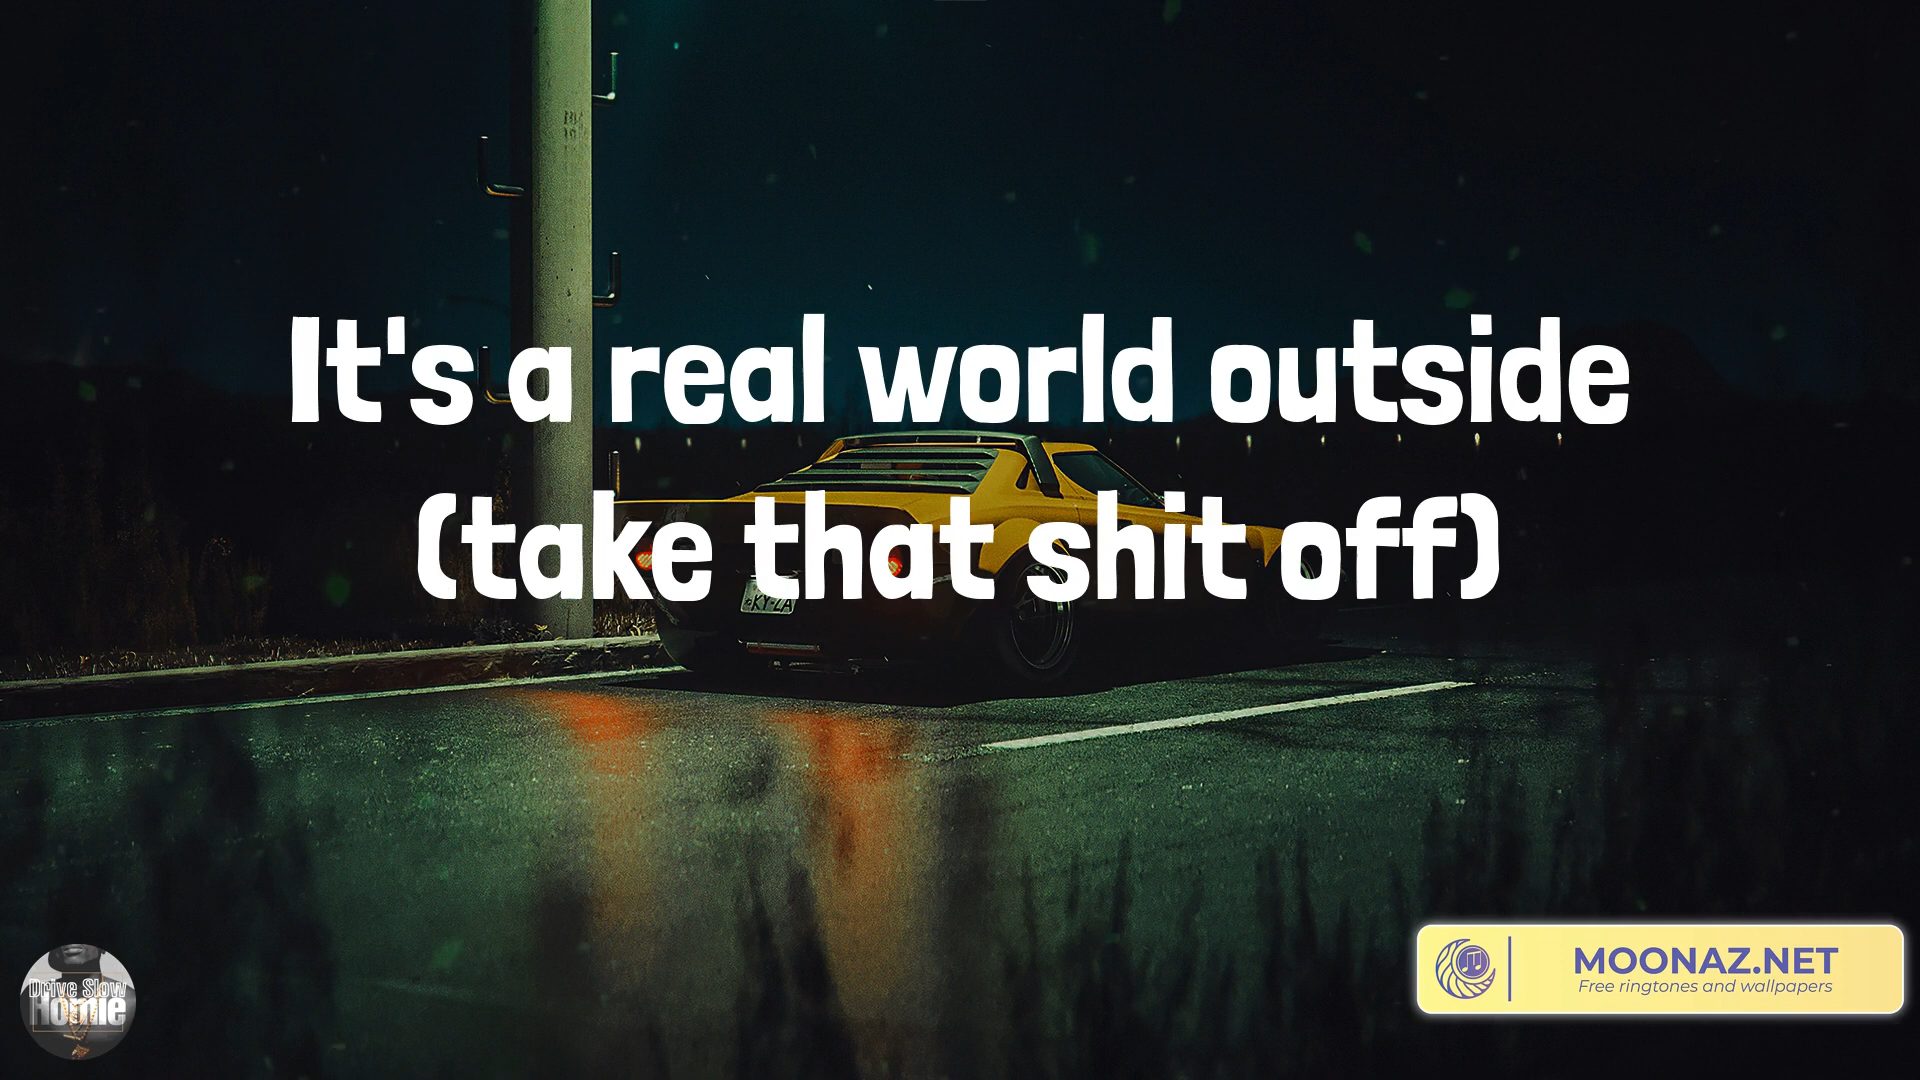 It's a real world outside
(take that shit off)
Drive Slow
Homie
MOONAZ.NET
Free ringtones and wallpapers